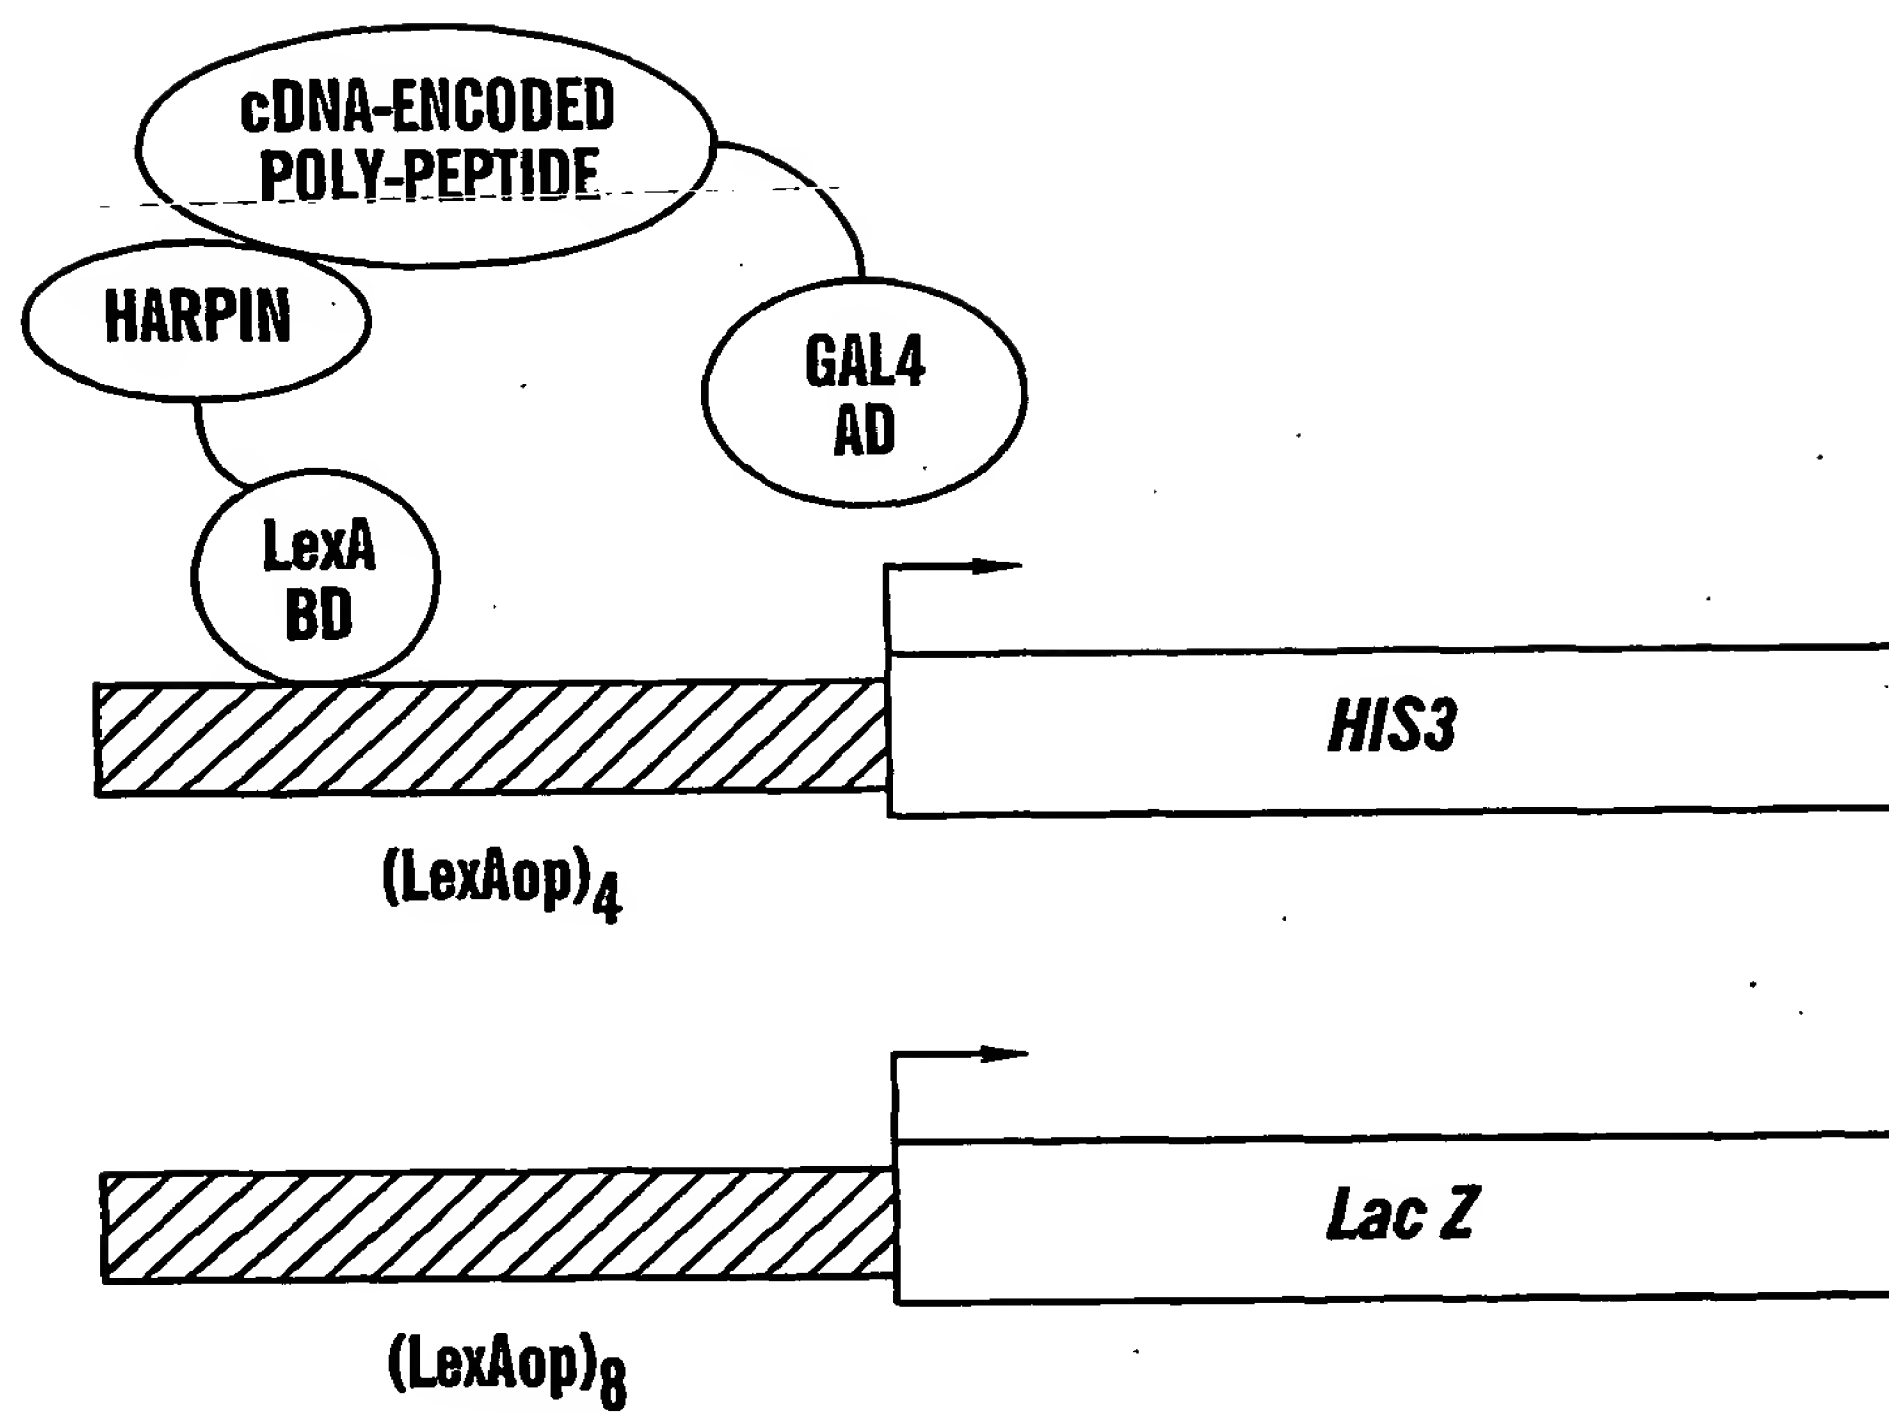 cDNA-ENCODED
POLY-PEPTIDE
HARPIN
GAL4
AD
LexA
BD
HIS3
(LexAop)4
Lac Z
(LexAop)8